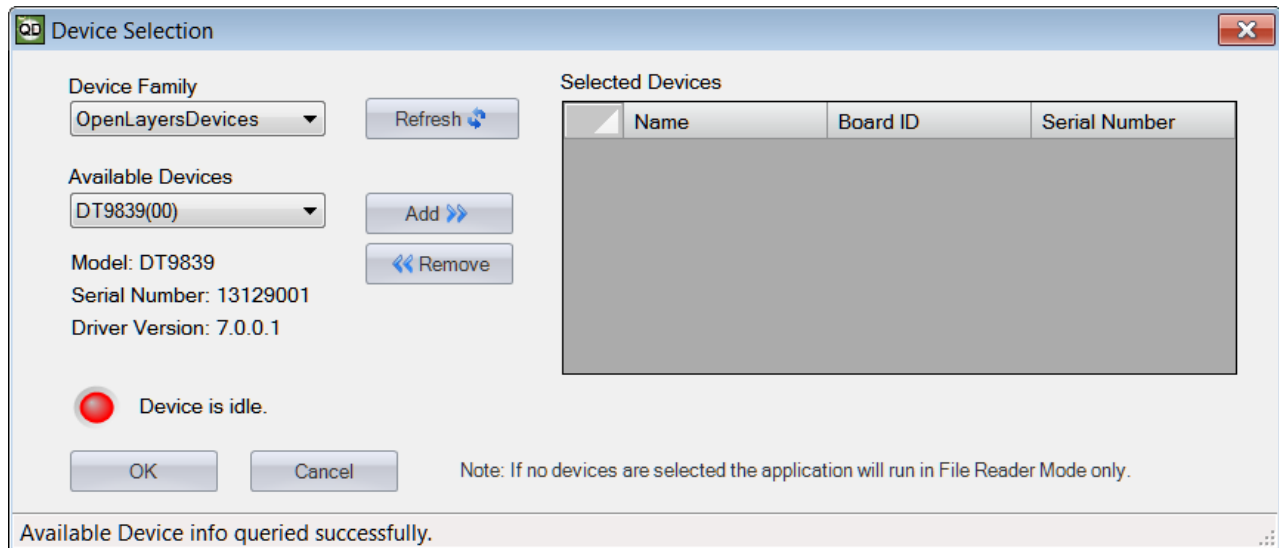 QD Device Selection
Device Family
OpenLayersDevices
Refresh
Available Devices
DT9839(00)
Add
Remove
Model: DT9839
Serial Number: 13129001
Driver Version: 7.0.0.1
Device is idle.
OK
Cancel
Selected Devices
Name Board ID Serial Number
Note: If no devices are selected the application will run in File Reader Mode only.
Available Device info queried successfully.